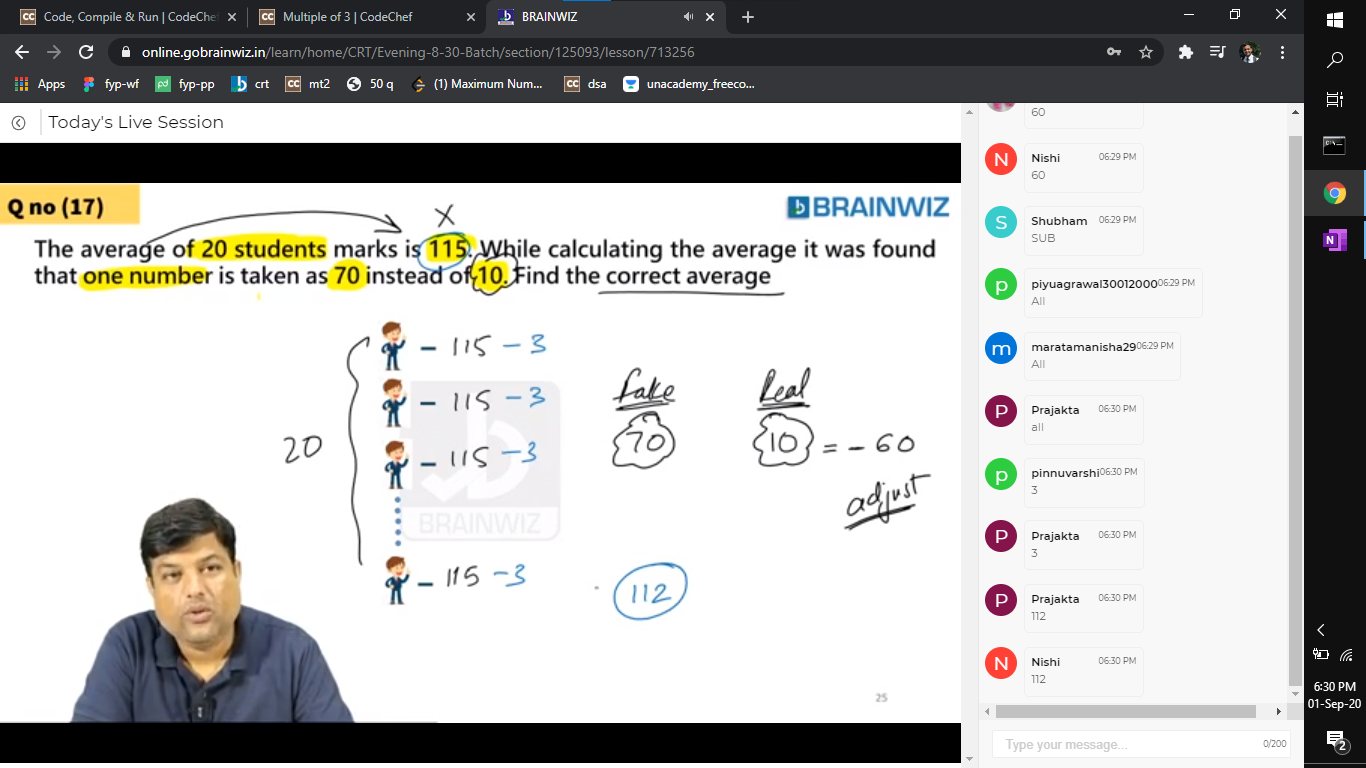 Code, Compile & Run | CodeChef
Multiple of 3 | CodeChef
BRAINWIZ
online.gobrainwiz.in/learn/home/CRT/Evening-8-30-Batch/section/125093/lesson/713256
Apps fyp-wf fyp-pp crt mt2 50 q (1) Maximum Num... dsa unacademy_freeco...
Today's Live Session
Q no (17)
BRAINWIZ
X
The average of 20 students marks is 115. While calculating the average it was found
that one number is taken as 70 instead of 10. Find the correct average
20
- 115 - 3
- 115 - 3
- 115 - 3
- 115 - 3
BRAINWIZ
fake Real
70 10 = - 60
adjust
112
25
60
Nishi 06:29 PM
60
Shubham 06:29 PM
SUB
piyuagrawal30012000 06:29 PM
All
maratamanisha29 06:29 PM
All
Prajakta 06:30 PM
all
pinnuvarshi 06:30 PM
3
Prajakta 06:30 PM
3
Prajakta 06:30 PM
112
Nishi 06:30 PM
112
Type your message... 0/200
6:30 PM
01-Sep-20
2